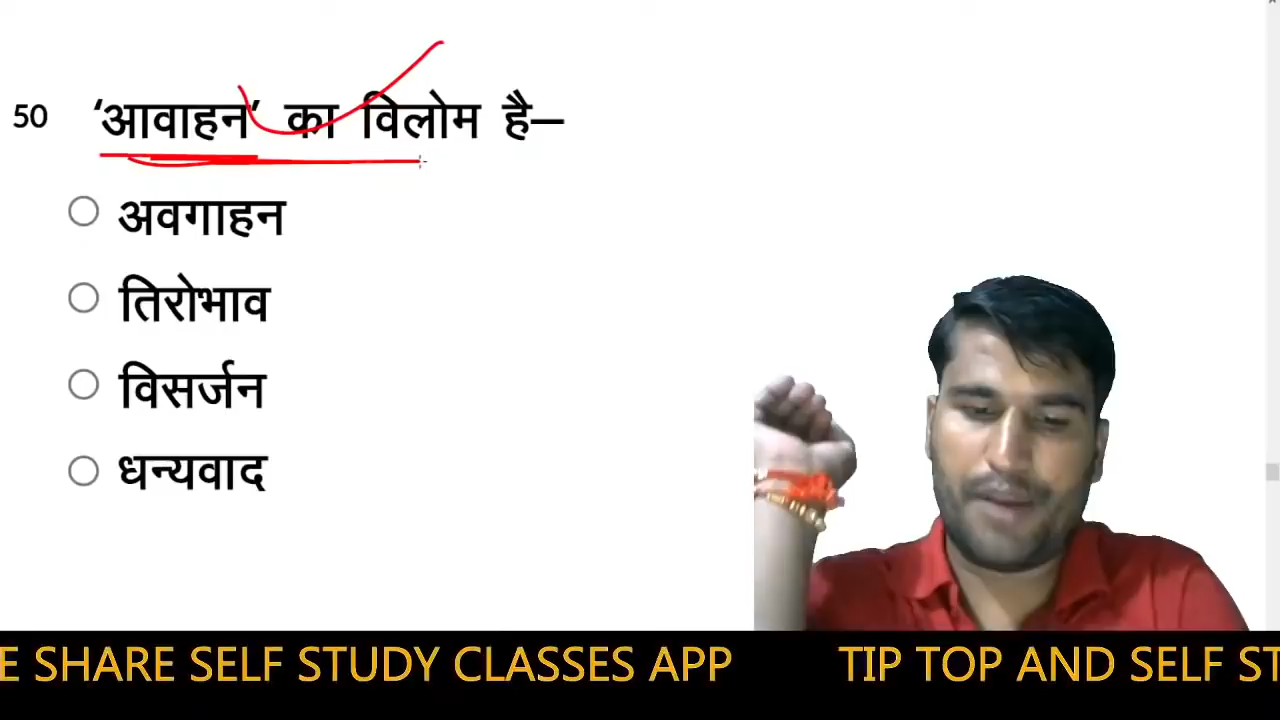 50 ‘आवाहन’ का विलोम है–
अवगाहन
तिरोभाव
विसर्जन
धन्यवाद
E SHARE SELF STUDY CLASSES APP TIP TOP AND SELF ST